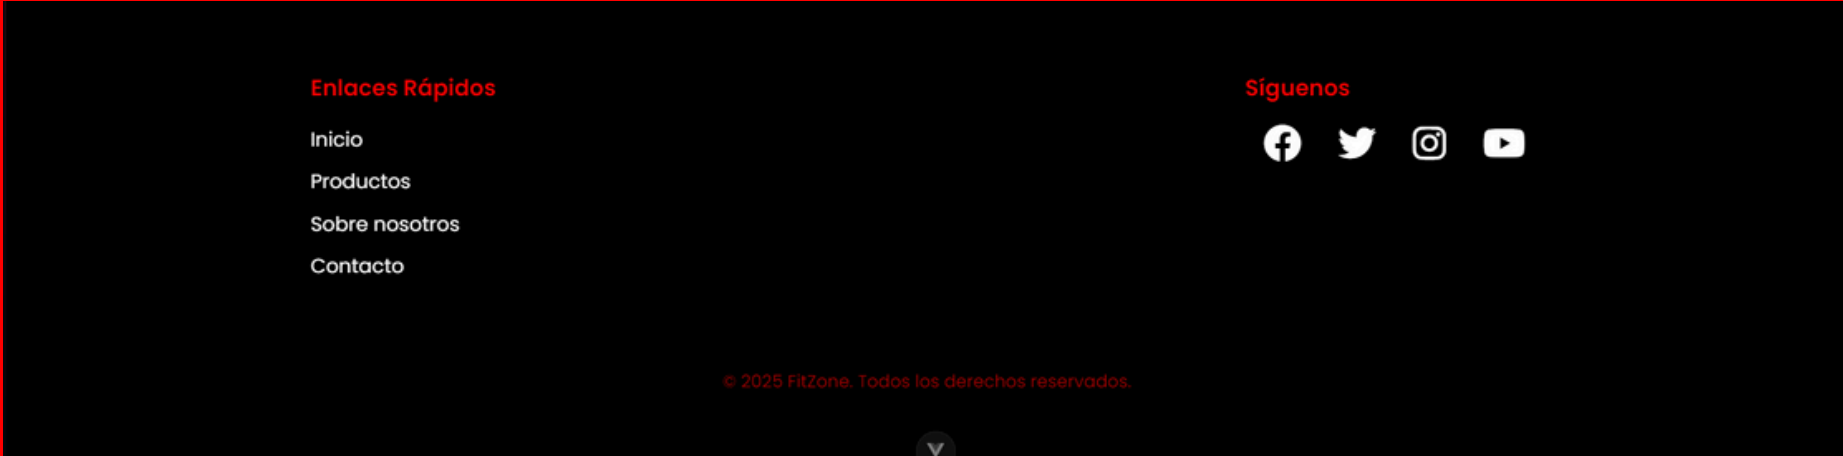 Enlaces Rápidos
Inicio
Productos
Sobre nosotros
Contacto
Síguenos
© 2025 FitZone. Todos los derechos reservados.